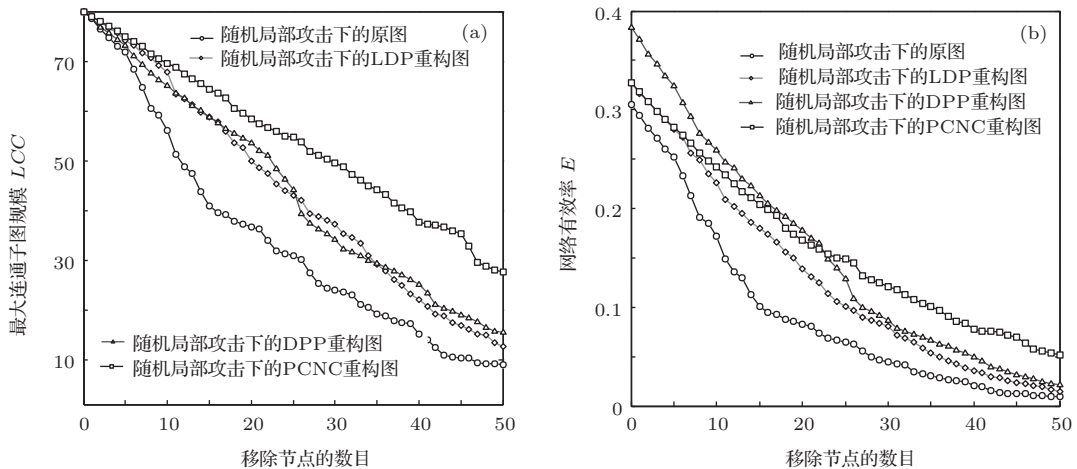 (a)
随机局部攻击下的原图
随机局部攻击下的LDP重构图
70
50
30
10
最大连通子图规模 LCC
随机局部攻击下的DPP重构图
随机局部攻击下的PCNC重构图
0 10 20 30 40 50
移除节点的数目
(b)
随机局部攻击下的原图
随机局部攻击下的LDP重构图
随机局部攻击下的DPP重构图
随机局部攻击下的PCNC重构图
0.4
0.3
0.2
0.1
0
网络有效率 E
0 10 20 30 40 50
移除节点的数目